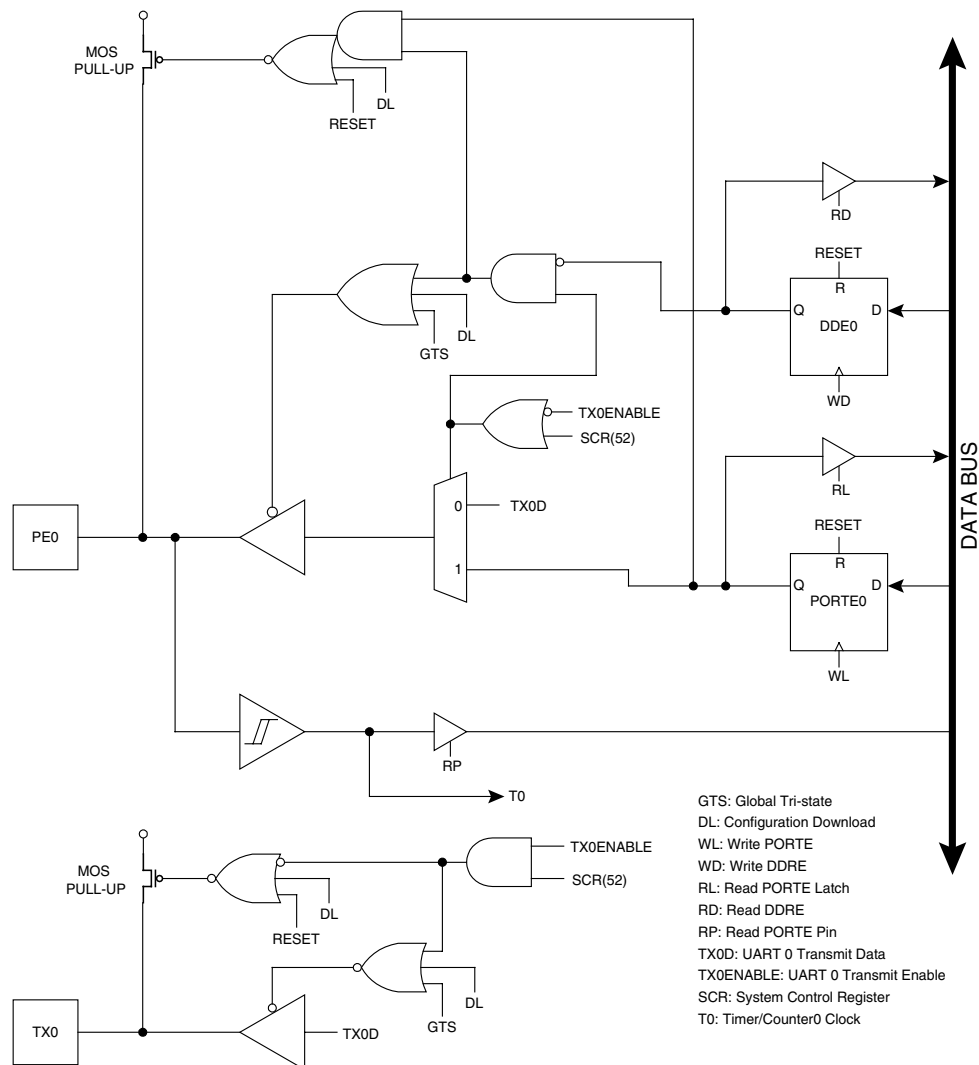 MOS
PULL-UP
DL
RESET
RD
RESET
R
Q
D
DDE0
WD
DL
GTS
TX0ENABLE
SCR(52)
RL
0
TX0D
PE0
RESET
R
1
Q
D
PORTE0
WL
DATA BUS
RP
T0
MOS
PULL-UP
TX0ENABLE
SCR(52)
DL
RESET
DL
GTS
TX0
TX0D
GTS: Global Tri-state
DL: Configuration Download
WL: Write PORTE
WD: Write DDRE
RL: Read PORTE Latch
RD: Read DDRE
RP: Read PORTE Pin
TX0D: UART 0 Transmit Data
TX0ENABLE: UART 0 Transmit Enable
SCR: System Control Register
T0: Timer/Counter0 Clock